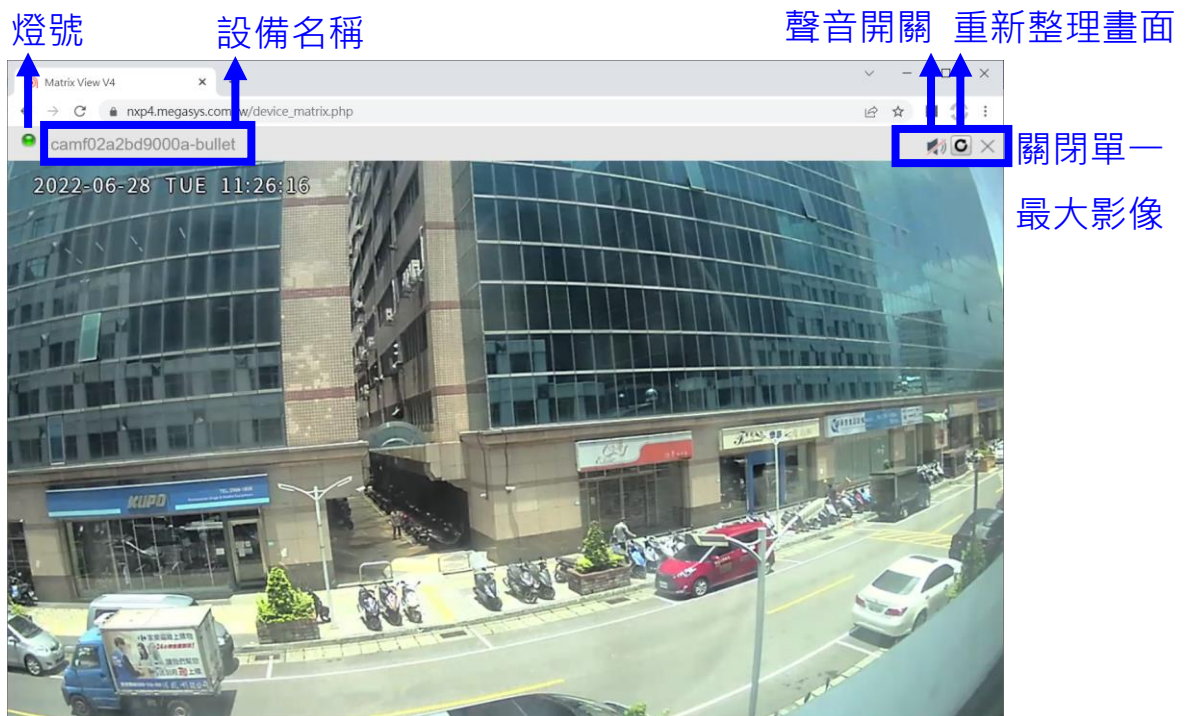 燈號
設備名稱
聲音開關
重新整理畫面
Matrix View V4
nxp4.megasys.com
w/device_matrix.php
camf02a2bd9000a-bullet
關閉單一
最大影像
2022-06-28 TUE 11:26:16
KUPO